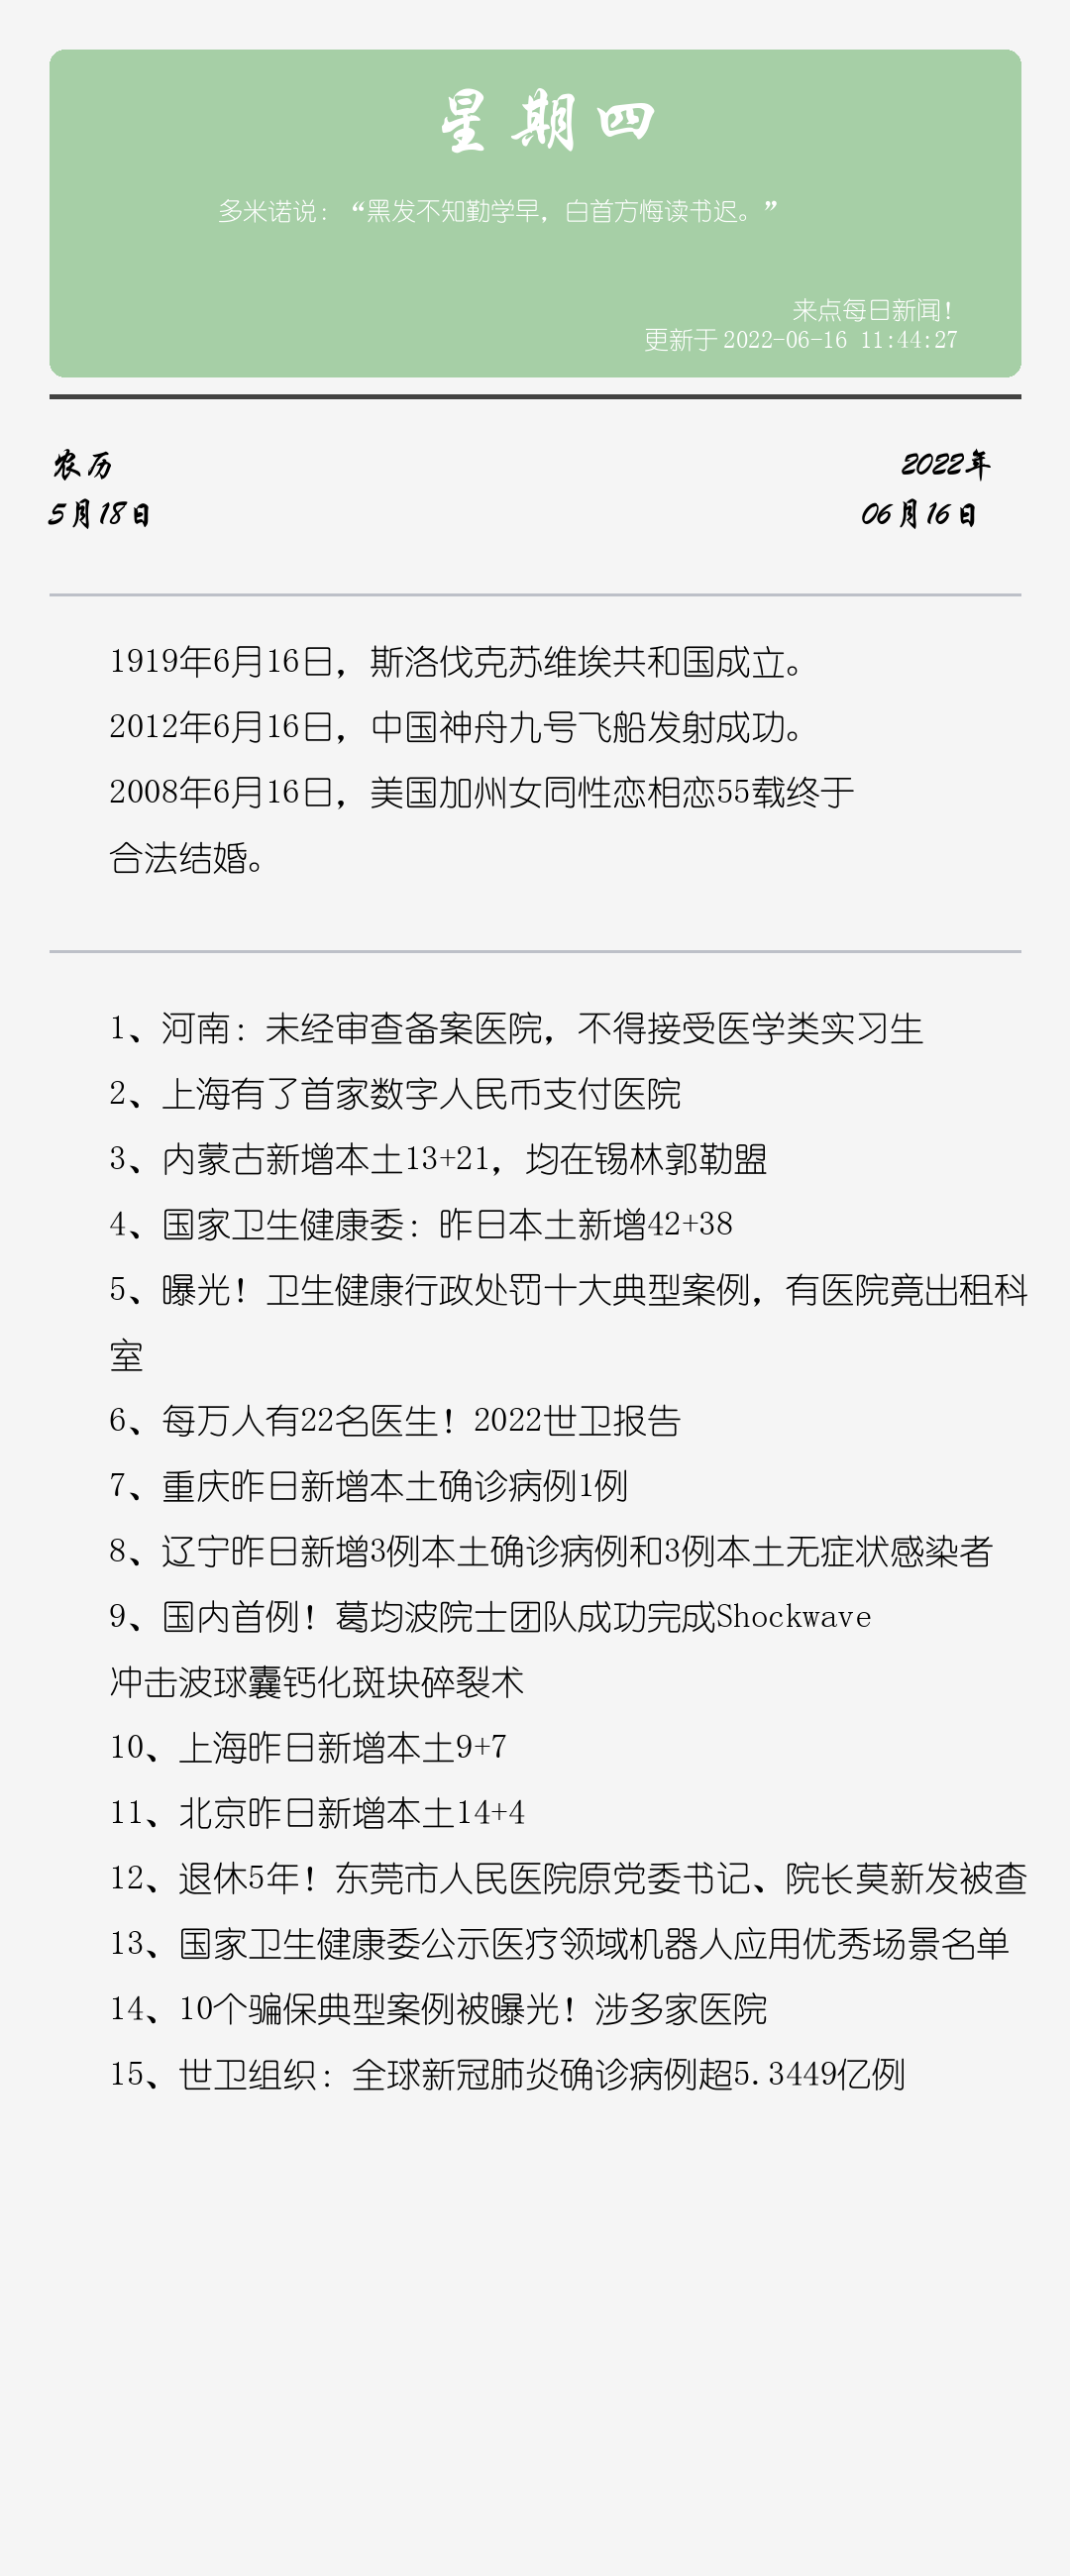 星期四
多米诺说：“黑发不知勤学早，白首方悔读书迟。”
来点每日新闻！
更新于 2022-06-16 11:44:27
农历
2022年
5月18日
06月16日
1919年6月16日，斯洛伐克苏维埃共和国成立。
2012年6月16日，中国神舟九号飞船发射成功。
2008年6月16日，美国加州女同性恋相恋55载终于
合法结婚。
1、河南：未经审查备案医院，不得接受医学类实习生
2、上海有了首家数字人民币支付医院
3、内蒙古新增本土13+21，均在锡林郭勒盟
4、国家卫生健康委：昨日本土新增42+38
5、曝光！卫生健康行政处罚十大典型案例，有医院竟出租科
室
6、每万人有22名医生！2022世卫报告
7、重庆昨日新增本土确诊病例1例
8、辽宁昨日新增3例本土确诊病例和3例本土无症状感染者
9、国内首例！葛均波院士团队成功完成Shockwave
冲击波球囊钙化斑块碎裂术
10、上海昨日新增本土9+7
11、北京昨日新增本土14+4
12、退休5年！东莞市人民医院原党委书记、院长莫新发被查
13、国家卫生健康委公示医疗领域机器人应用优秀场景名单
14、10个骗保典型案例被曝光！涉多家医院
15、世卫组织：全球新冠肺炎确诊病例超5.3449亿例